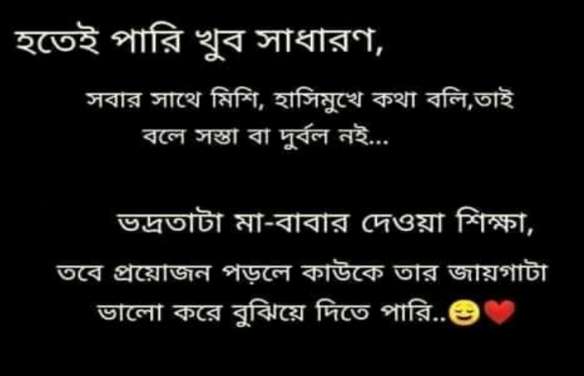 হতেই পারি খুব সাধারণ,
সবার সাথে মিশি, হাসিমুখে কথা বলি,তাই
বলে সস্তা বা দুর্বল নই...
ভদ্রতাটা মা-বাবার দেওয়া শিক্ষা,
তবে প্রয়োজন পড়লে কাউকে তার জায়গাটা
ভালো করে বুঝিয়ে দিতে পারি..😌❤️